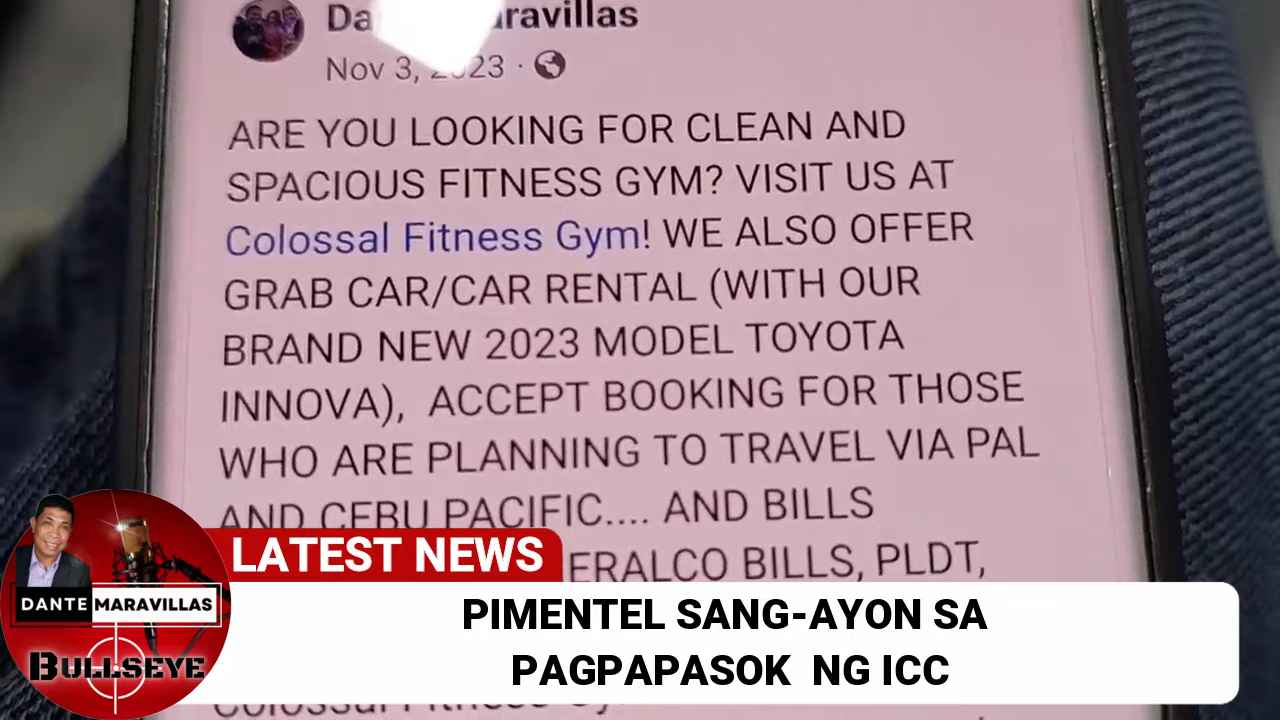 Maravillas
Nov 3, 2023
ARE YOU LOOKING FOR CLEAN AND
SPACIOUS FITNESS GYM? VISIT US AT
Colossal Fitness Gym! WE ALSO OFFER
GRAB CAR/CAR RENTAL (WITH OUR
BRAND NEW 2023 MODEL TOYOTA
INNOVA), ACCEPT BOOKING FOR THOSE
WHO ARE PLANNING TO TRAVEL VIA PAL
AND CEBU PACIFIC.... AND BILLS
BILLS, PLDT,
LATEST NEWS
PIMENTEL SANG-AYON SA
PAGPAPASOK NG ICC
DANTE MARAVILLAS
BULLSEYE